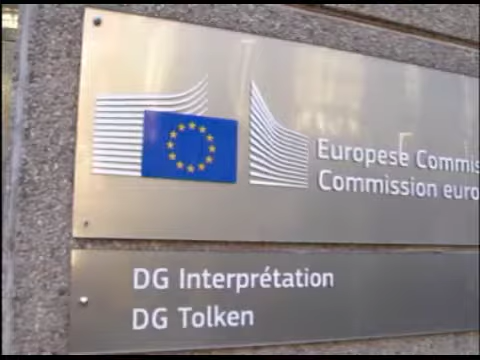 Europese Commis
Commission euro
DG Interprétation
DG Tolken